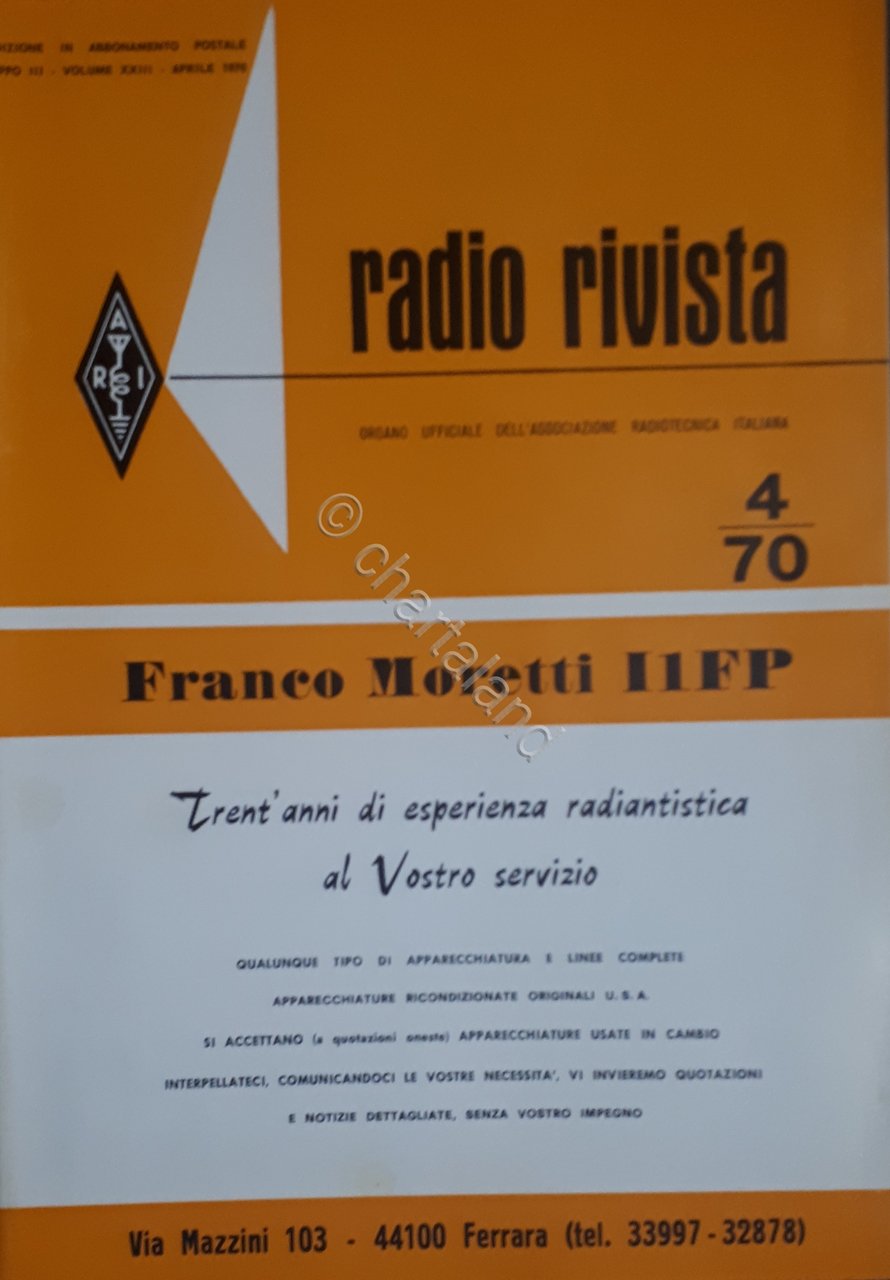 IZIONE IN ABBONAMENTO POSTALE
PPO III - VOLUME XXIII - APRILE 1970
radio rivista
A
R I
ORGANO UFFICIALE DELL'ASSOCIAZIONE RADIOTECNICA ITALIANA
4
70
© chartaland
Franco Moretti I1FP
Trent'anni di esperienza radiantistica
al Vostro servizio
QUALUNQUE TIPO DI APPARECCHIATURA E LINEE COMPLETE
APPARECCHIATURE RICONDIZIONATE ORIGINALI U.S.A.
SI ACCETTANO (a quotazioni oneste) APPARECCHIATURE USATE IN CAMBIO
INTERPELLATECI, COMUNICANDOCI LE VOSTRE NECESSITA', VI INVIEREMO QUOTAZIONI
E NOTIZIE DETTAGLIATE, SENZA VOSTRO IMPEGNO
Via Mazzini 103 - 44100 Ferrara (tel. 33997-32878)